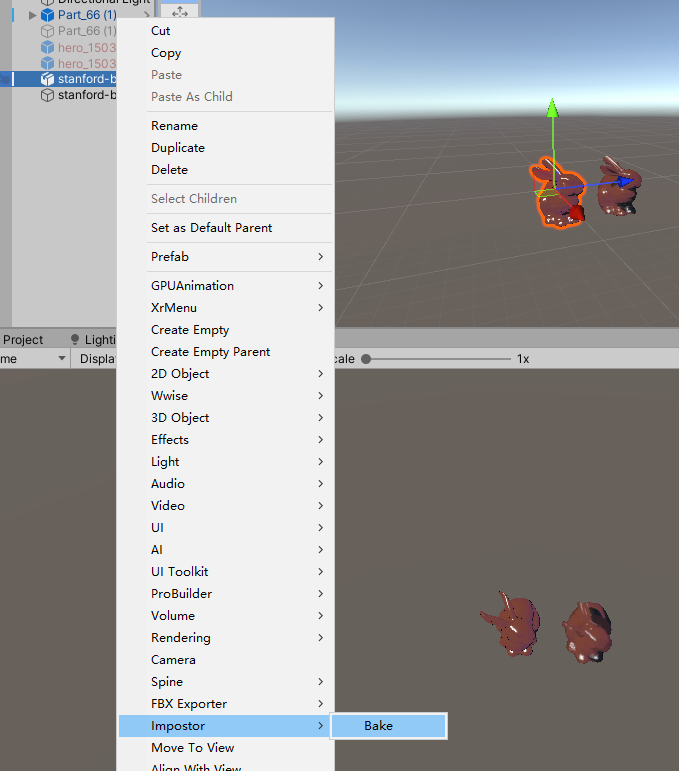 Directional Light
Part_66 (1)
Part_66 (1)
hero_1503
hero_1503
stanford-b
stanford-b
Cut
Copy
Paste
Paste As Child
Rename
Duplicate
Delete
Select Children
Set as Default Parent
Prefab
GPUAnimation
XrMenu
Create Empty
Create Empty Parent
2D Object
Wwise
3D Object
Effects
Light
Audio
Video
UI
AI
UI Toolkit
ProBuilder
Volume
Rendering
Camera
Spine
FBX Exporter
Impostor
Bake
Move To View
Align With View
Project
Lighti
me
Displa
cale
1x